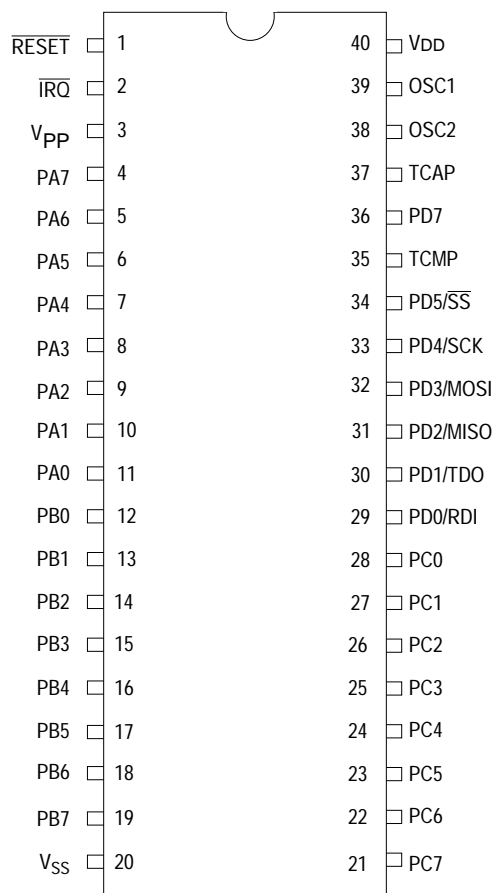 R̅E̅S̅E̅T̅ 1 40 VDD
I̅R̅Q̅ 2 39 OSC1
VPP 3 38 OSC2
PA7 4 37 TCAP
PA6 5 36 PD7
PA5 6 35 TCMP
PA4 7 34 PD5/S̅S̅
PA3 8 33 PD4/SCK
PA2 9 32 PD3/MOSI
PA1 10 31 PD2/MISO
PA0 11 30 PD1/TDO
PB0 12 29 PD0/RDI
PB1 13 28 PC0
PB2 14 27 PC1
PB3 15 26 PC2
PB4 16 25 PC3
PB5 17 24 PC4
PB6 18 23 PC5
PB7 19 22 PC6
VSS 20 21 PC7